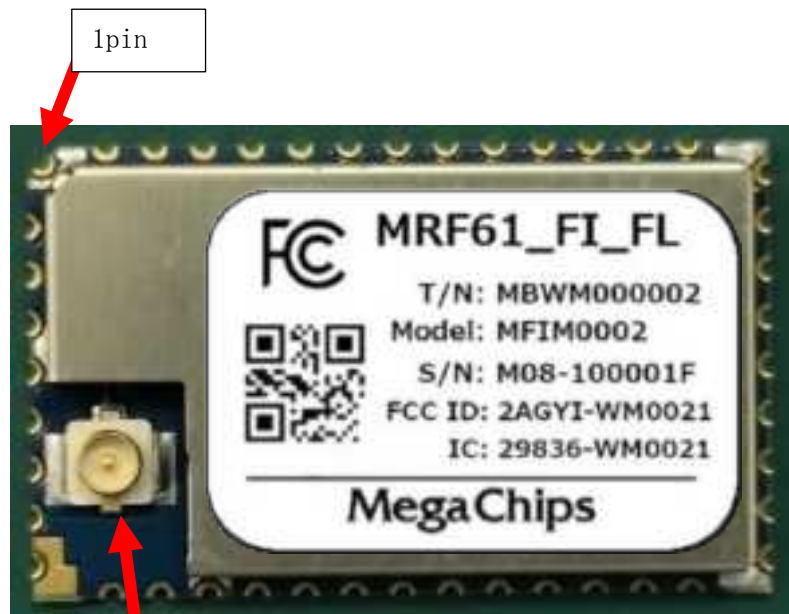 1pin
FC
MRF61_FI_FL
T/N: MBWM000002
Model: MFIM0002
S/N: M08-100001F
FCC ID: 2AGYI-WM0021
IC: 29836-WM0021
MegaChips